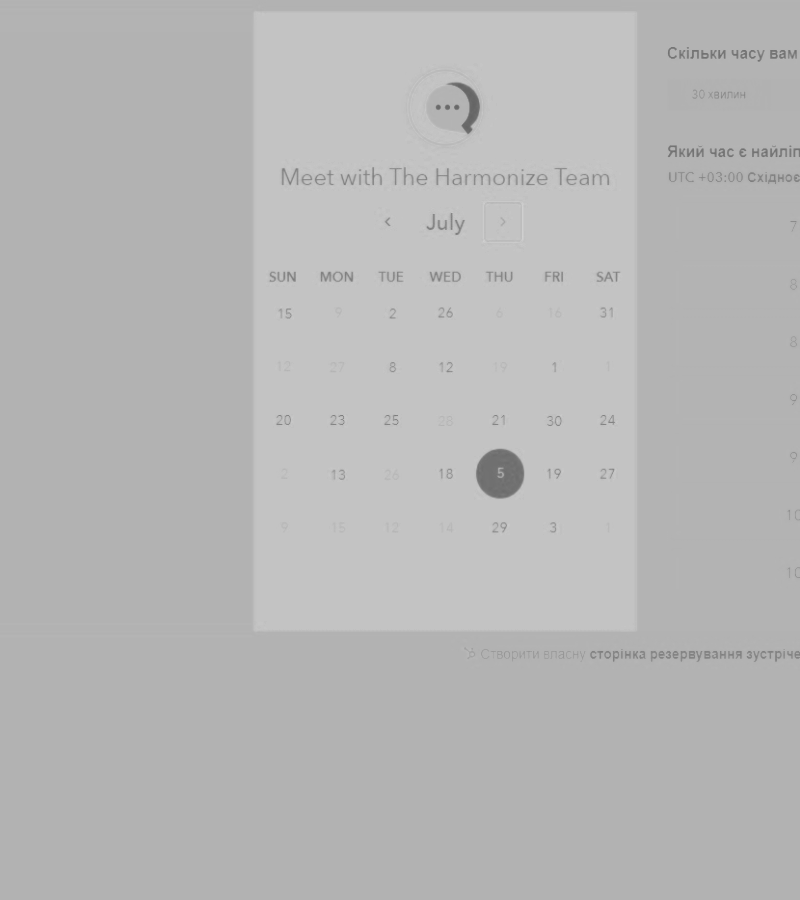 Meet with The Harmonize Team
July
SUN MON TUE WED THU FRI SAT
15 9 2 26 6 16 31
12 27 8 12 19 1 1
20 23 25 28 21 30 24
2 13 26 18 5 19 27
9 15 12 14 29 3 1
Скільки часу вам
30 хвилин
Який час є найліп
UTC +03:00 Східноє
7
8
8
9
9
10
10
Створити власну сторінка резервування зустріче